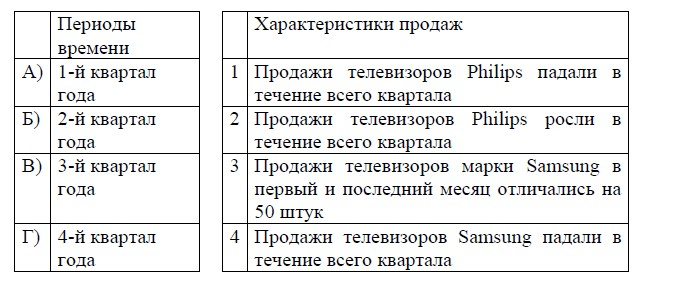 Периоды времени
А) 1-й квартал года
Б) 2-й квартал года
В) 3-й квартал года
Г) 4-й квартал года
Характеристики продаж
1 Продажи телевизоров Philips падали в
течение всего квартала
2 Продажи телевизоров Philips росли в
течение всего квартала
3 Продажи телевизоров марки Samsung в
первый и последний месяц отличались на
50 штук
4 Продажи телевизоров Samsung падали в
течение всего квартала